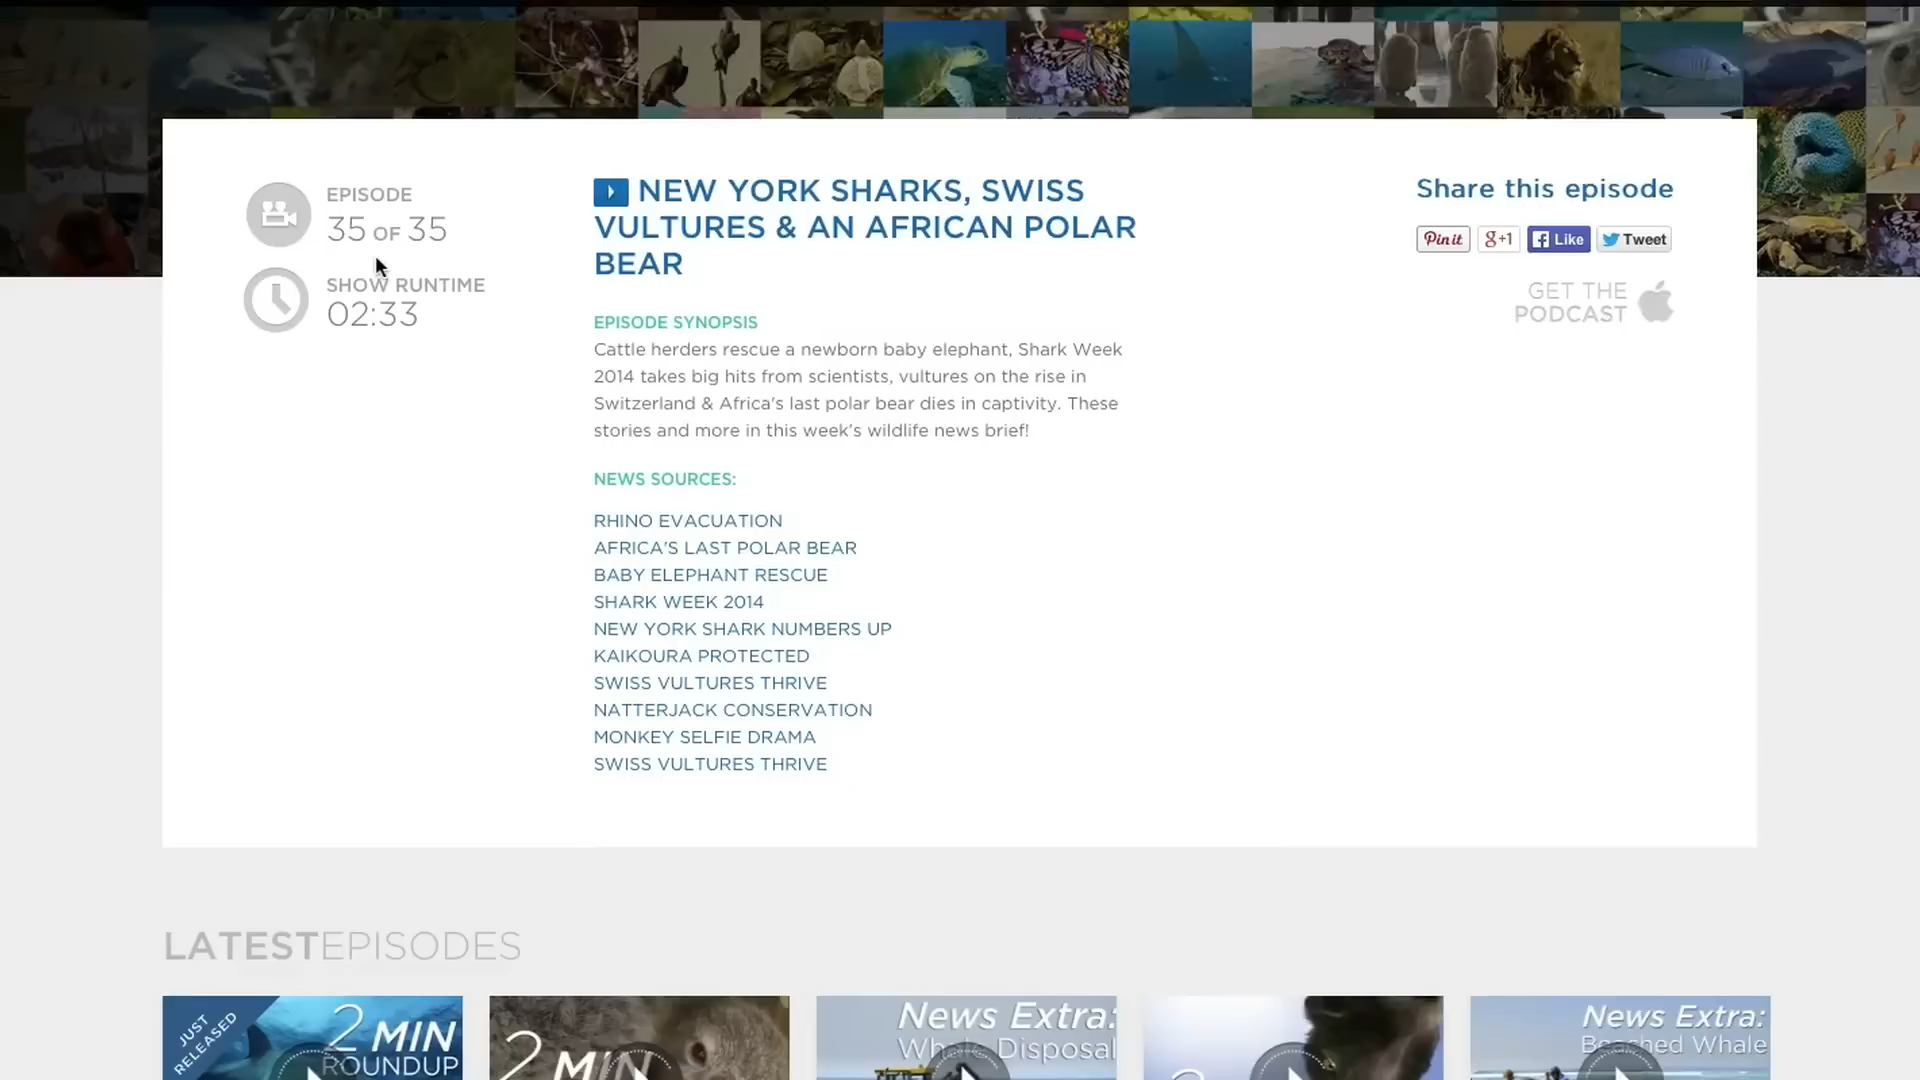 EPISODE
35 OF 35
SHOW RUNTIME
02:33
NEW YORK SHARKS, SWISS
VULTURES & AN AFRICAN POLAR
BEAR
EPISODE SYNOPSIS
Cattle herders rescue a newborn baby elephant, Shark Week
2014 takes big hits from scientists, vultures on the rise in
Switzerland & Africa's last polar bear dies in captivity. These
stories and more in this week's wildlife news brief!
NEWS SOURCES:
RHINO EVACUATION
AFRICA'S LAST POLAR BEAR
BABY ELEPHANT RESCUE
SHARK WEEK 2014
NEW YORK SHARK NUMBERS UP
KAIKOURA PROTECTED
SWISS VULTURES THRIVE
NATTERJACK CONSERVATION
MONKEY SELFIE DRAMA
SWISS VULTURES THRIVE
Share this episode
Pin it
g+1
Like
Tweet
GET THE
PODCAST
LATESTEPISODES
JUST
RELEASED
2 MIN
ROUNDUP
2 MIN
News Extra:
Whale Disposal
News Extra:
Beached Whale